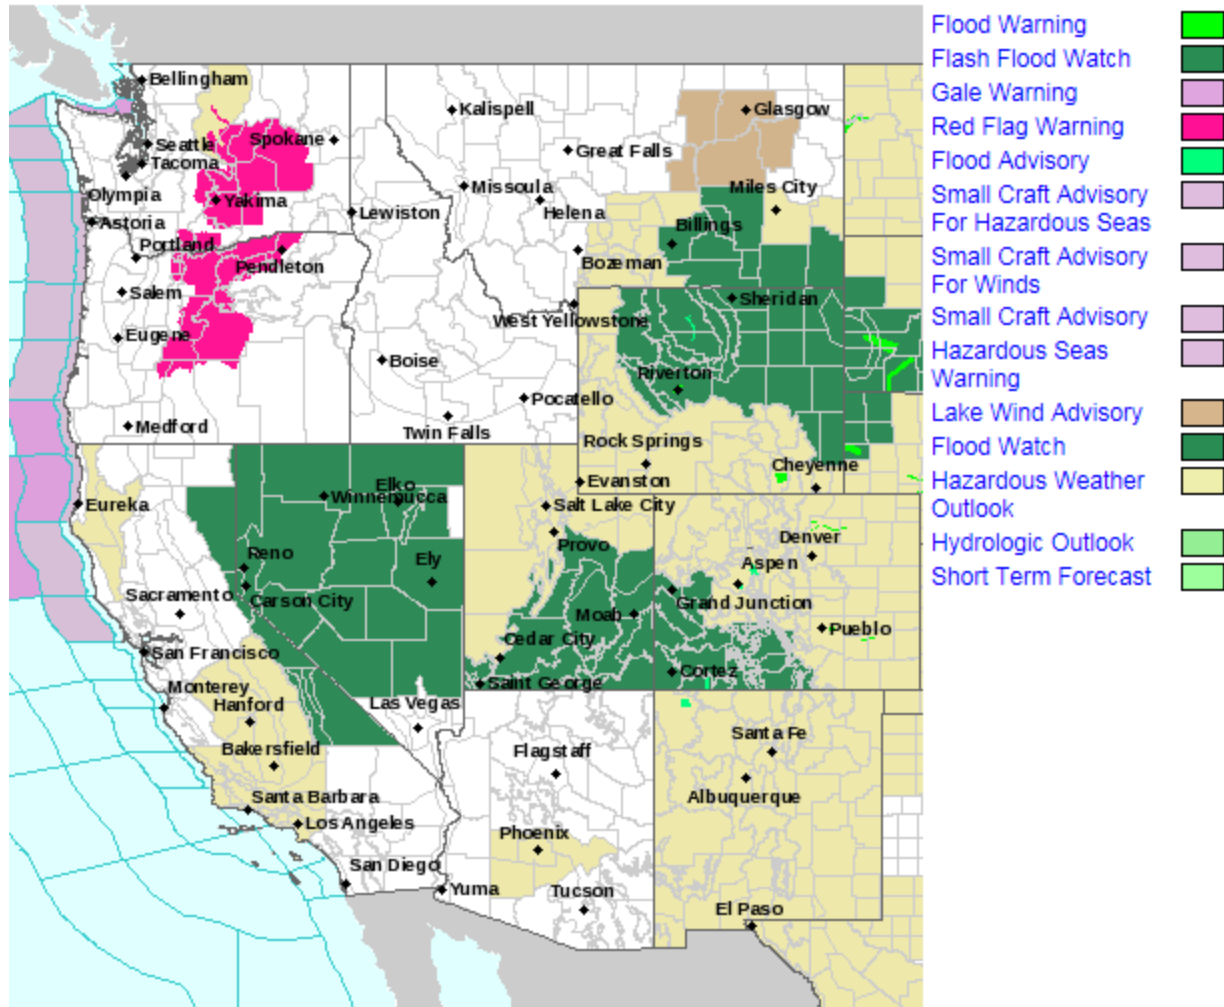 Bellingham
Seattle
Spokane
Tacoma
Olympia
Yakima
Astoria
Portland
Pendleton
Salem
Eugene
Medford
Kalispell
Glasgow
Great Falls
Missoula
Miles City
Helena
Lewiston
Billings
Bozeman
Sheridan
West Yellowstone
Boise
Riverton
Pocatello
Twin Falls
Rock Springs
Cheyenne
Evanston
Eureka
Elko
Winnemucca
Salt Lake City
Reno
Ely
Provo
Denver
Aspen
Sacramento
Carson City
Moab
Grand Junction
Pueblo
San Francisco
Cedar City
Cortez
Monterey
Saint George
Hanford
Las Vegas
Bakersfield
Flagstaff
Santa Fe
Albuquerque
Santa Barbara
Los Angeles
Phoenix
San Diego
Yuma
Tucson
El Paso
Flood Warning
Flash Flood Watch
Gale Warning
Red Flag Warning
Flood Advisory
Small Craft Advisory
For Hazardous Seas
Small Craft Advisory
For Winds
Small Craft Advisory
Hazardous Seas
Warning
Lake Wind Advisory
Flood Watch
Hazardous Weather
Outlook
Hydrologic Outlook
Short Term Forecast